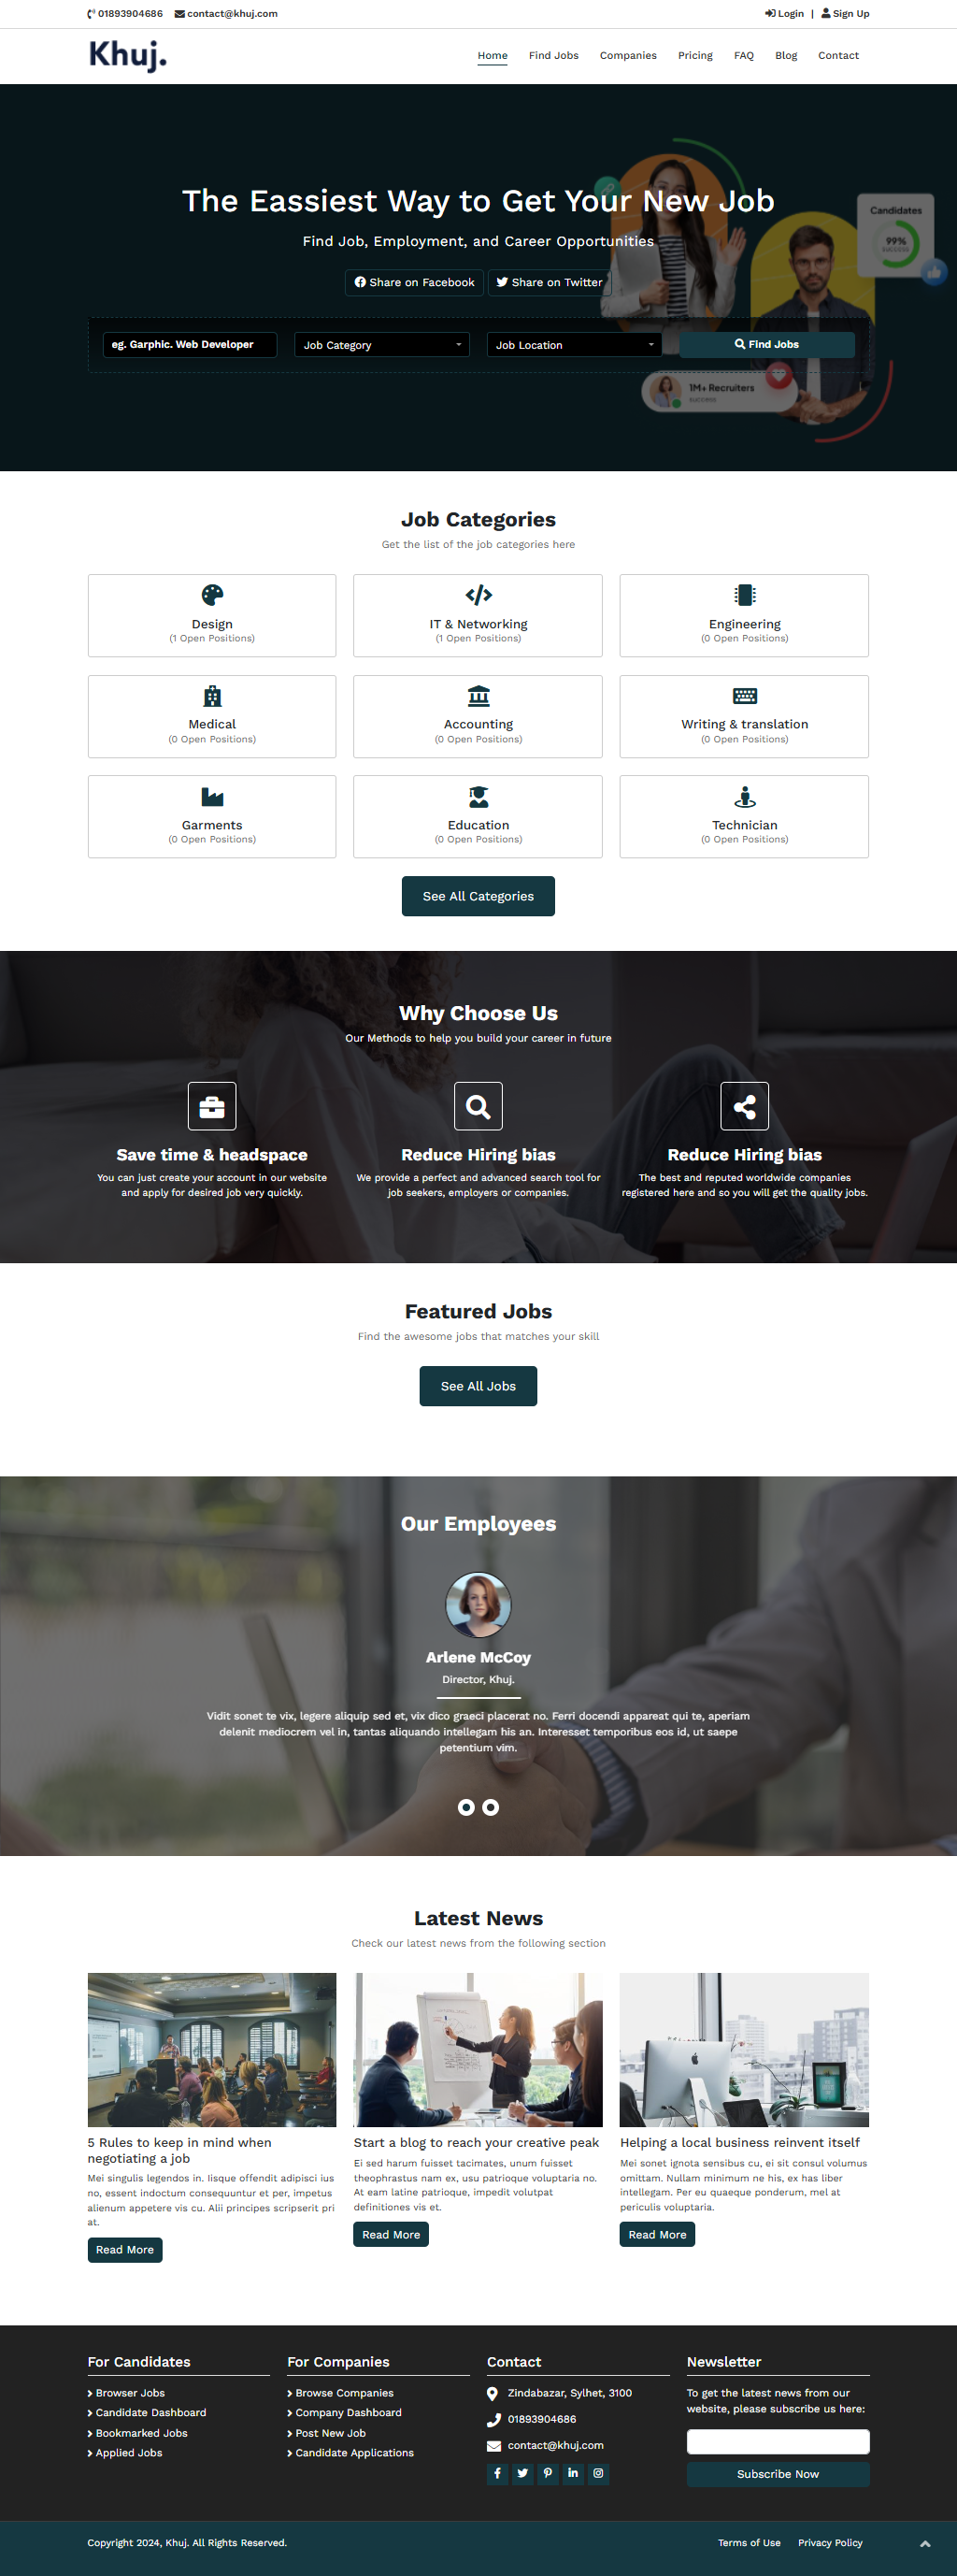 01893904686 contact@khuj.com Login | Sign Up
Khuj.
Home Find Jobs Companies Pricing FAQ Blog Contact
The Eassiest Way to Get Your New Job
Find Job, Employment, and Career Opportunities
Share on Facebook Share on Twitter
Candidates
99%
SUCCESS
eg. Garphic. Web Developer Job Category Job Location Find Jobs
1M+ Recruiters
success
Job Categories
Get the list of the job categories here
Design IT & Networking Engineering
(1 Open Positions) (1 Open Positions) (0 Open Positions)
Medical Accounting Writing & translation
(0 Open Positions) (0 Open Positions) (0 Open Positions)
Garments Education Technician
(0 Open Positions) (0 Open Positions) (0 Open Positions)
See All Categories
Why Choose Us
Our Methods to help you build your career in future
Save time & headspace
You can just create your account in our website
and apply for desired job very quickly.
Reduce Hiring bias
We provide a perfect and advanced search tool for
job seekers, employers or companies.
Reduce Hiring bias
The best and reputed worldwide companies
registered here and so you will get the quality jobs.
Featured Jobs
Find the awesome jobs that matches your skill
See All Jobs
Our Employees
Arlene McCoy
Director, Khuj.
Vidit sonet te vix, legere aliquip sed et, vix dico graeci placerat no. Ferri docendi appareat qui te, aperiam
delenit mediocrem vel in, tantas aliquando intellegam his an. Interesset temporibus eos id, ut saepe
petentium vim.
Latest News
Check our latest news from the following section
5 Rules to keep in mind when
negotiating a job
Mei singulis legendos in. Iisque offendit adipisci ius
no, essent indoctum consequuntur et per, impetus
alienum appetere vis cu. Alii principes scripserit pri
at.
Read More
Start a blog to reach your creative peak
Ei sed harum fuisset tacimates, unum fuisset
theophrastus nam ex, usu patrioque voluptaria no.
At eam latine patrioque, impedit volutpat
definitiones vis et.
Read More
Helping a local business reinvent itself
Mei sonet ignota sensibus cu, ei sit consul volumus
omittam. Nullam minimum ne his, ex has liber
intellegam. Per eu quaeque ponderum, mel at
periculis voluptaria.
Read More
For Candidates
Browser Jobs
Candidate Dashboard
Bookmarked Jobs
Applied Jobs
For Companies
Browse Companies
Company Dashboard
Post New Job
Candidate Applications
Contact
Zindabazar, Sylhet, 3100
01893904686
contact@khuj.com
Newsletter
To get the latest news from our
website, please subscribe us here:
Subscribe Now
Copyright 2024, Khuj. All Rights Reserved. Terms of Use Privacy Policy